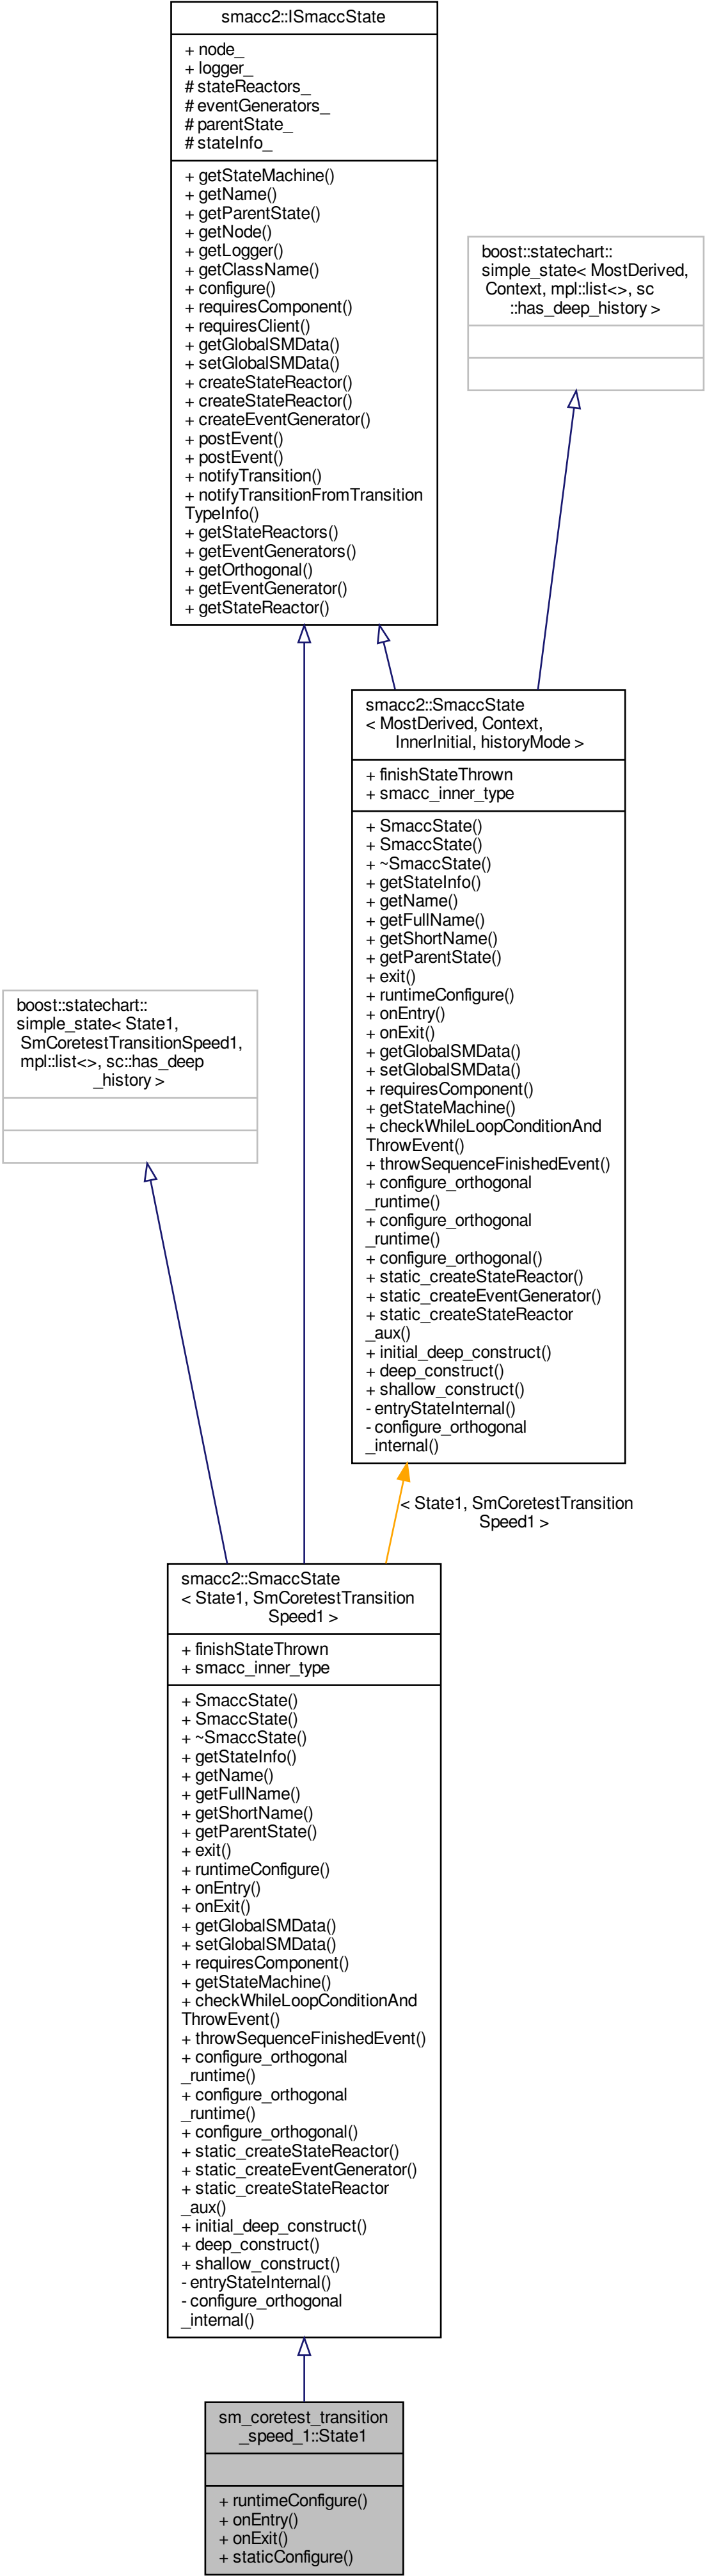 smacc2::ISmaccState
+ node_
+ logger_
# stateReactors_
# eventGenerators_
# parentState_
# stateInfo_
+ getStateMachine()
+ getName()
+ getParentState()
+ getNode()
+ getLogger()
+ getClassName()
+ configure()
+ requiresComponent()
+ requiresClient()
+ getGlobalSMData()
+ setGlobalSMData()
+ createStateReactor()
+ createStateReactor()
+ createEventGenerator()
+ postEvent()
+ postEvent()
+ notifyTransition()
+ notifyTransitionFromTransition
TypeInfo()
+ getStateReactors()
+ getEventGenerators()
+ getOrthogonal()
+ getEventGenerator()
+ getStateReactor()
boost::statechart::
simple_state< MostDerived,
Context, mpl::list<>, sc
::has_deep_history >
smacc2::SmaccState
< MostDerived, Context,
InnerInitial, historyMode >
+ finishStateThrown
+ smacc_inner_type
+ SmaccState()
+ SmaccState()
+ ~SmaccState()
+ getStateInfo()
+ getName()
+ getFullName()
+ getShortName()
+ getParentState()
+ exit()
+ runtimeConfigure()
+ onEntry()
+ onExit()
+ getGlobalSMData()
+ setGlobalSMData()
+ requiresComponent()
+ getStateMachine()
+ checkWhileLoopConditionAnd
ThrowEvent()
+ throwSequenceFinishedEvent()
+ configure_orthogonal
_runtime()
+ configure_orthogonal
_runtime()
+ configure_orthogonal()
+ static_createStateReactor()
+ static_createEventGenerator()
+ static_createStateReactor
_aux()
+ initial_deep_construct()
+ deep_construct()
+ shallow_construct()
- entryStateInternal()
- configure_orthogonal
_internal()
boost::statechart::
simple_state< State1,
SmCoretestTransitionSpeed1,
mpl::list<>, sc::has_deep
_history >
< State1, SmCoretestTransition
Speed1 >
smacc2::SmaccState
< State1, SmCoretestTransition
Speed1 >
+ finishStateThrown
+ smacc_inner_type
+ SmaccState()
+ SmaccState()
+ ~SmaccState()
+ getStateInfo()
+ getName()
+ getFullName()
+ getShortName()
+ getParentState()
+ exit()
+ runtimeConfigure()
+ onEntry()
+ onExit()
+ getGlobalSMData()
+ setGlobalSMData()
+ requiresComponent()
+ getStateMachine()
+ checkWhileLoopConditionAnd
ThrowEvent()
+ throwSequenceFinishedEvent()
+ configure_orthogonal
_runtime()
+ configure_orthogonal
_runtime()
+ configure_orthogonal()
+ static_createStateReactor()
+ static_createEventGenerator()
+ static_createStateReactor
_aux()
+ initial_deep_construct()
+ deep_construct()
+ shallow_construct()
- entryStateInternal()
- configure_orthogonal
_internal()
sm_coretest_transition
_speed_1::State1
+ runtimeConfigure()
+ onEntry()
+ onExit()
+ staticConfigure()